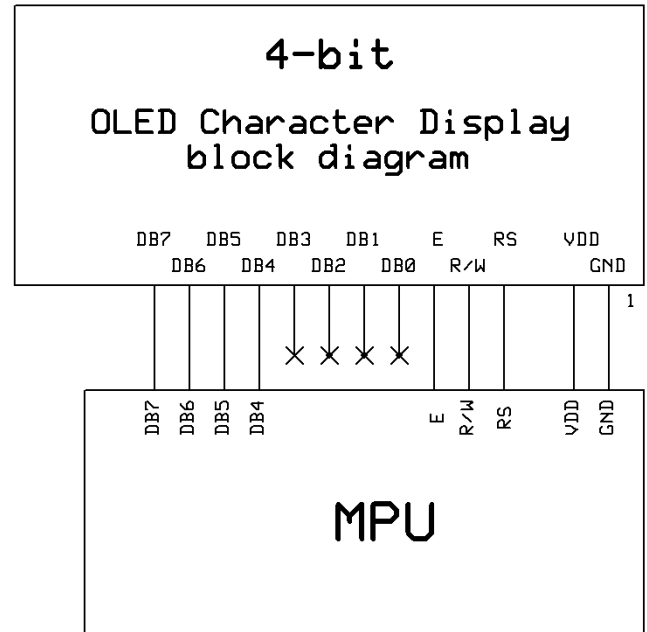 4-bit
OLED Character Display
block diagram
DB7 DB5 DB3 DB1 E RS VDD
DB6 DB4 DB2 DB0 R/W GND
1
DB7 DB6 DB5 DB4 E R/W RS VDD GND
MPU